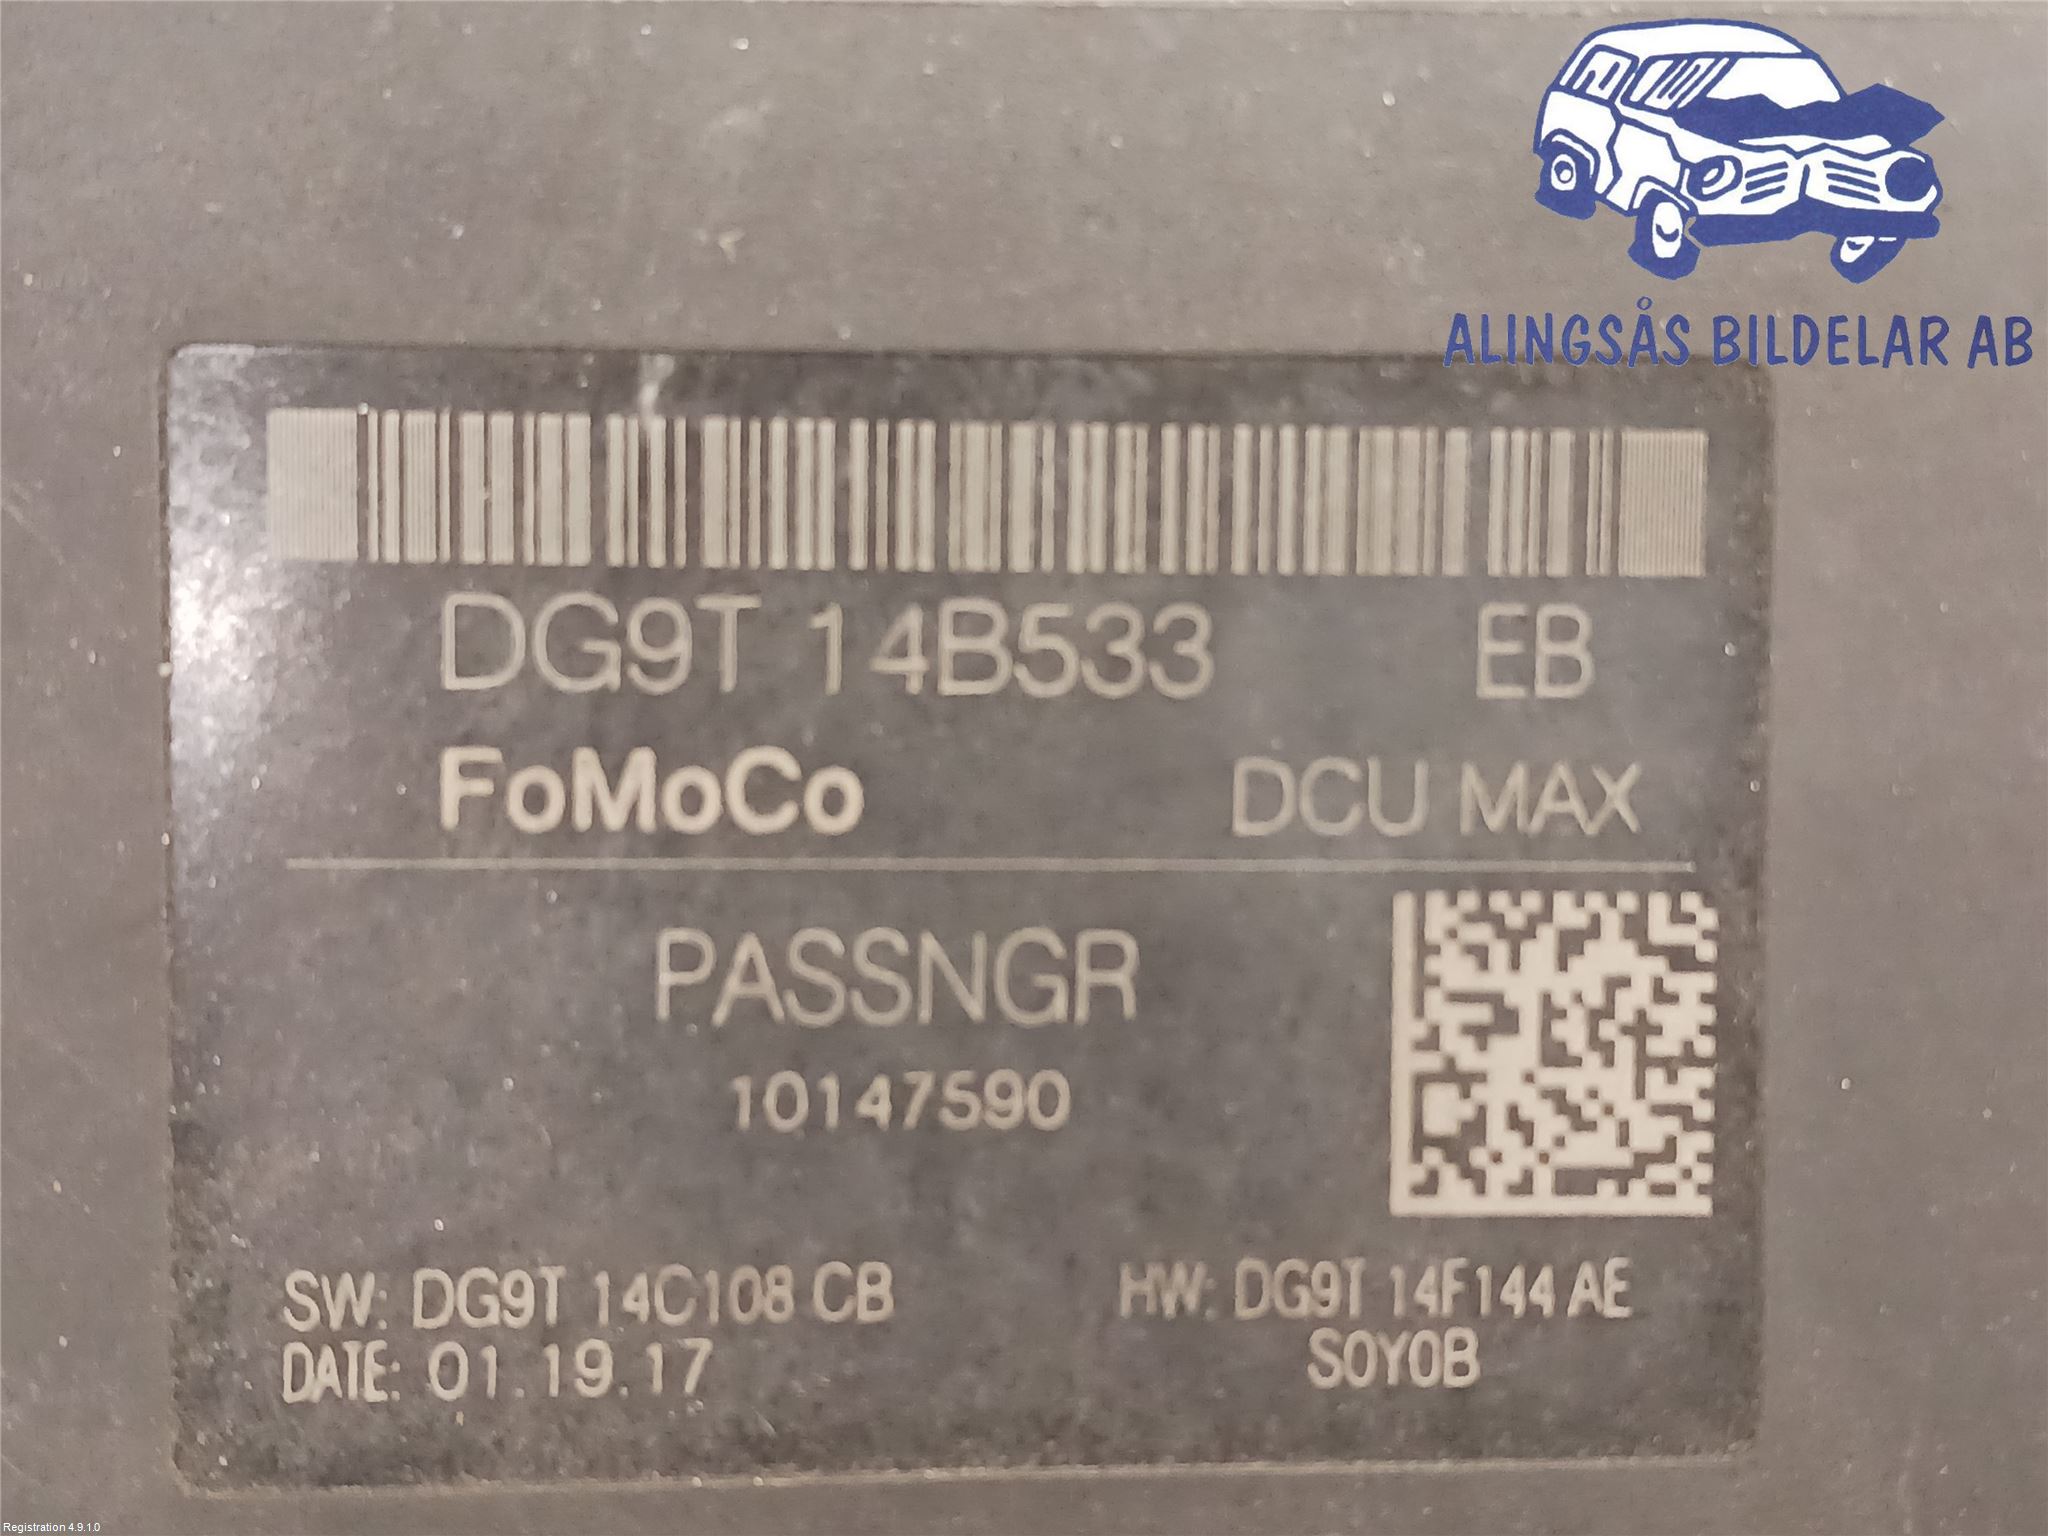 ALINGSÅS BILDELAR AB
DG9T 14B533 EB
FoMoCo DCU MAX
PASSNGR
10147590
SW: DG9T 14C108 CB HW: DG9T 14F144 AE
DATE: 01.19.17 S0Y0B
Registration 4.9.1.0